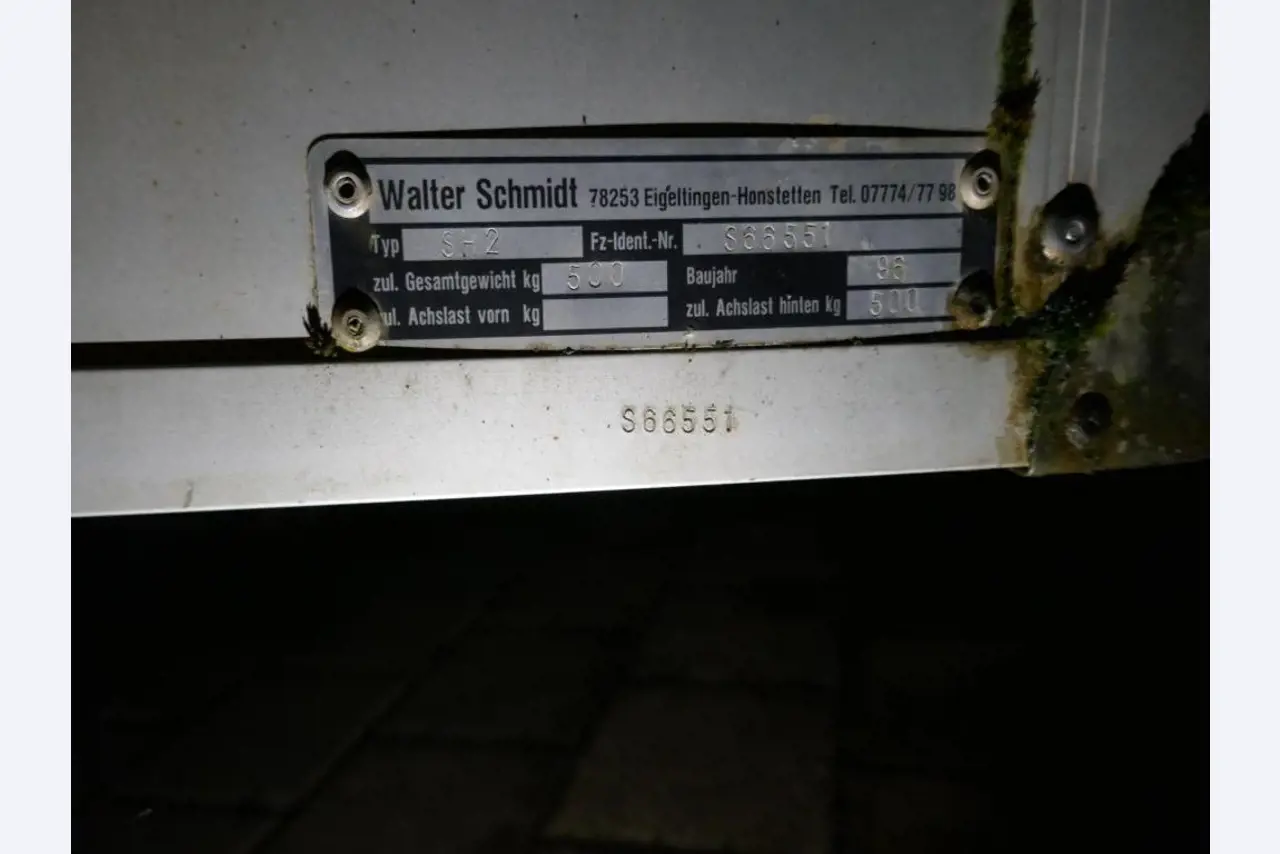 Walter Schmidt 78253 Eigeltingen-Honstetten Tel. 07774/77 98
Typ SH2 Fz-Ident.-Nr. S66551
zul. Gesamtgewicht kg 500 Baujahr 96
zul. Achslast vorn kg zul. Achslast hinten kg 500
S66551